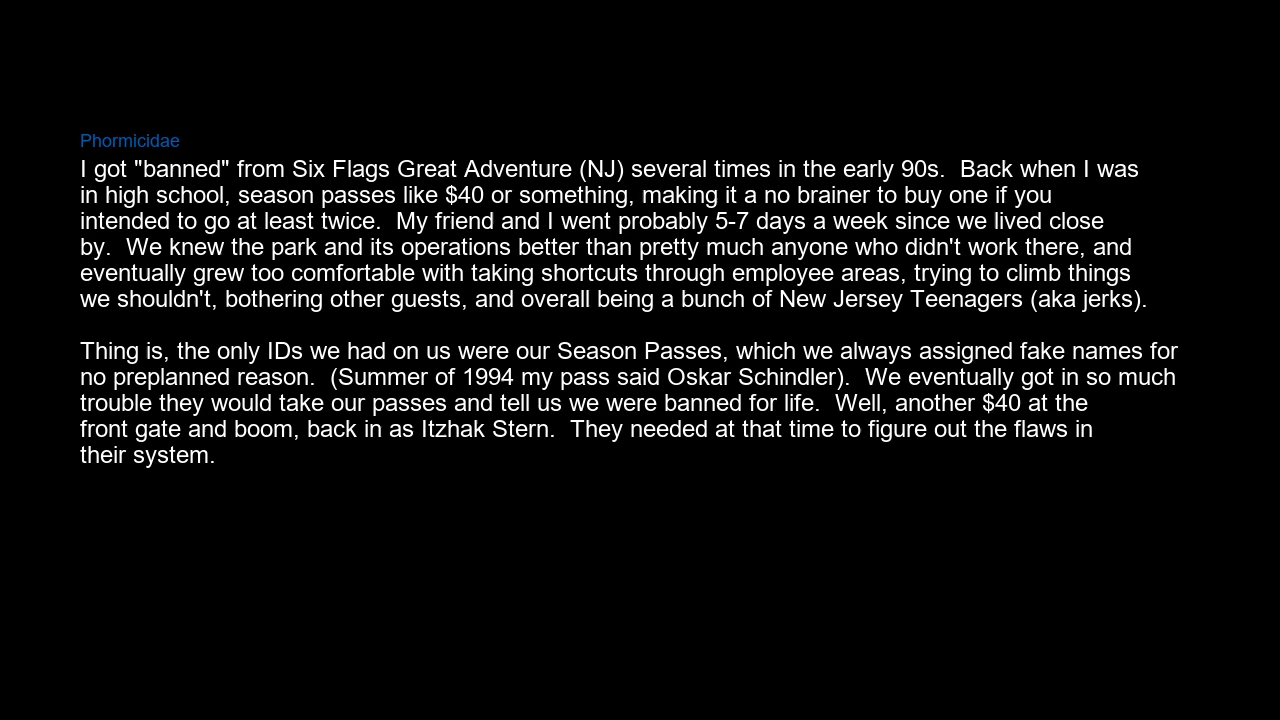 Phormicidae
I got "banned" from Six Flags Great Adventure (NJ) several times in the early 90s.  Back when I was
in high school, season passes like $40 or something, making it a no brainer to buy one if you
intended to go at least twice.  My friend and I went probably 5-7 days a week since we lived close
by.  We knew the park and its operations better than pretty much anyone who didn't work there, and
eventually grew too comfortable with taking shortcuts through employee areas, trying to climb things
we shouldn't, bothering other guests, and overall being a bunch of New Jersey Teenagers (aka jerks).
Thing is, the only IDs we had on us were our Season Passes, which we always assigned fake names for
no preplanned reason.  (Summer of 1994 my pass said Oskar Schindler).  We eventually got in so much
trouble they would take our passes and tell us we were banned for life.  Well, another $40 at the
front gate and boom, back in as Itzhak Stern.  They needed at that time to figure out the flaws in
their system.